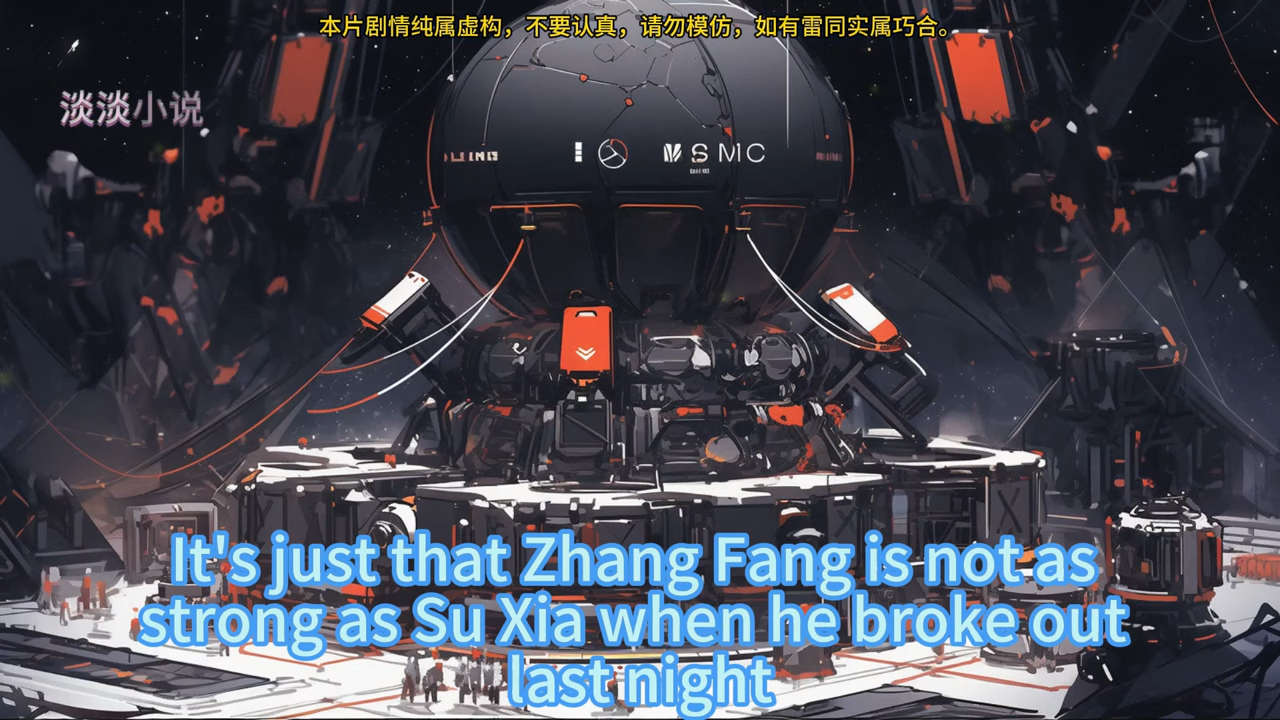 本片剧情纯属虚构，不要认真，请勿模仿，如有雷同实属巧合。
淡淡小说
SMC
It's just that Zhang Fang is not as
strong as Su Xia when he broke out
last night